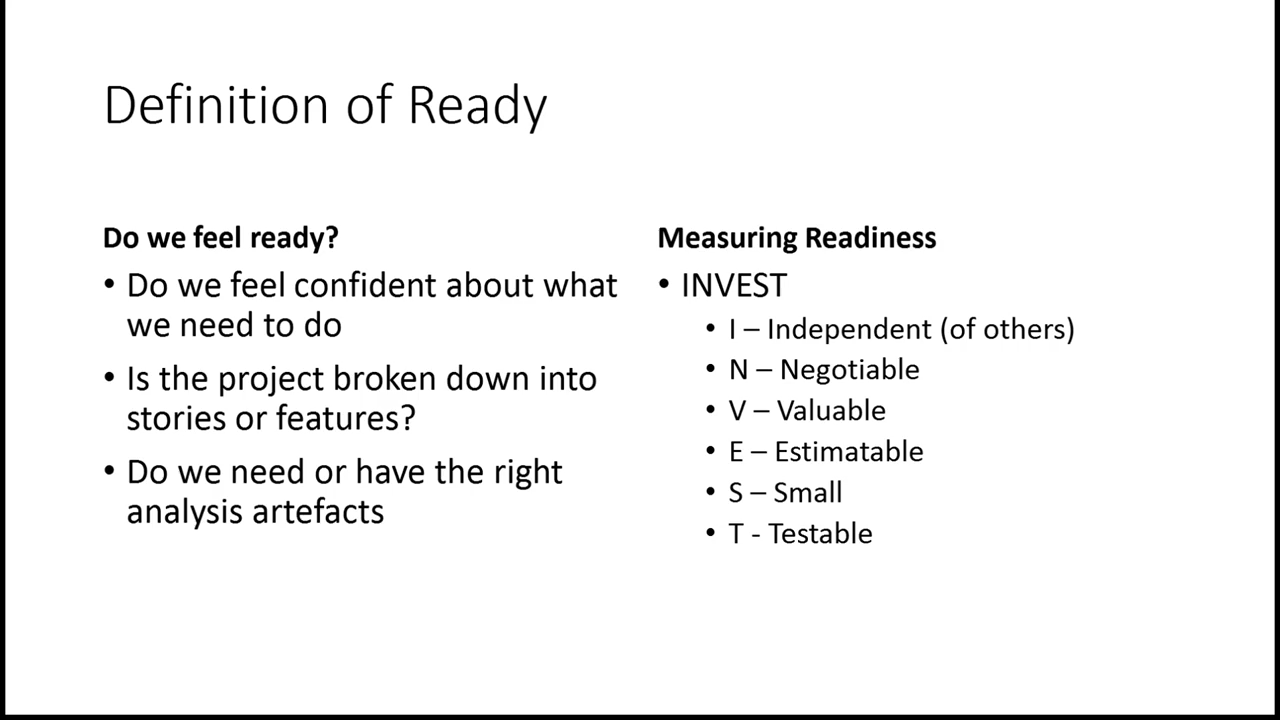 Definition of Ready
Do we feel ready?
• Do we feel confident about what
we need to do
• Is the project broken down into
stories or features?
• Do we need or have the right
analysis artefacts
Measuring Readiness
• INVEST
• I – Independent (of others)
• N – Negotiable
• V – Valuable
• E – Estimatable
• S – Small
• T - Testable